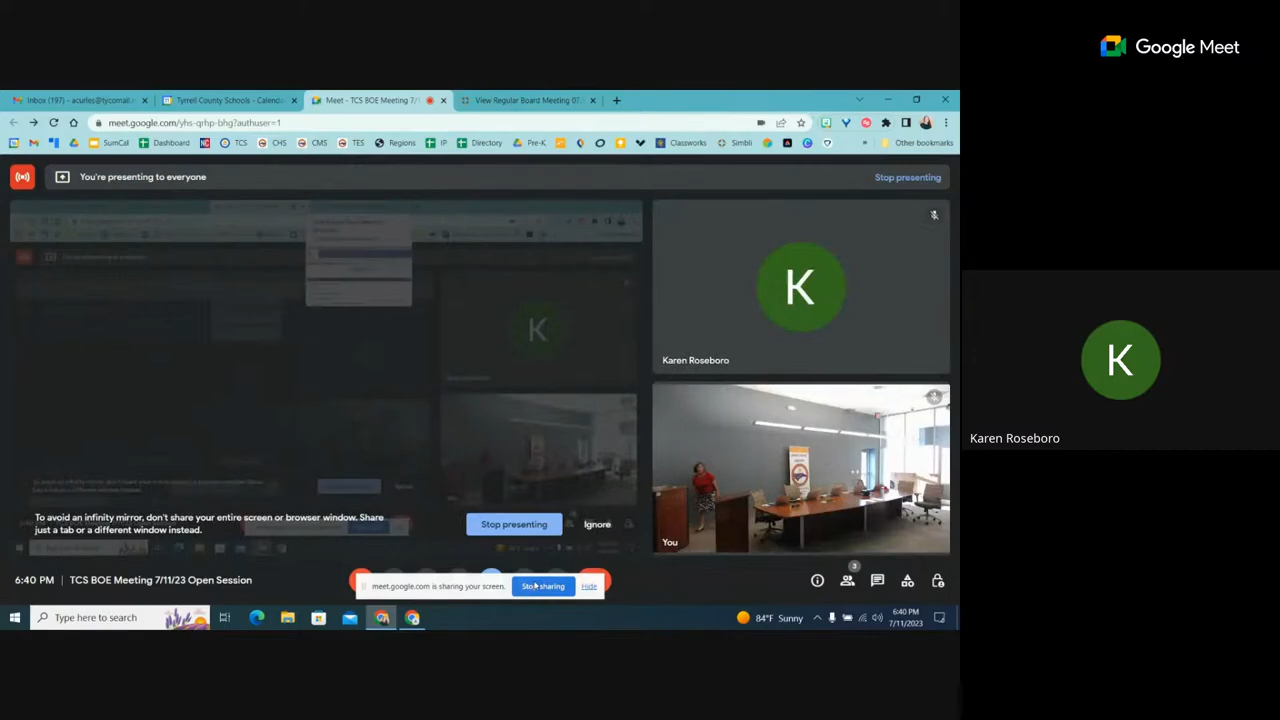 Google Meet
Inbox (197) - acurles@tycomail.
Tyrrell County Schools - Calenda
Meet - TCS BOE Meeting 7/1
View Regular Board Meeting 07.
meet.google.com/yhs-qrhp-bhg?authuser=1
SumCal
Dashboard
TCS
CHS
CMS
TES
Regions
IP
Directory
Pre-K
Classworks
Simbli
Other bookmarks
You're presenting to everyone
Stop presenting
K
Karen Roseboro
K
Karen Roseboro
K
You
To avoid an infinity mirror, don't share your entire screen or browser window. Share
just a tab or a different window instead.
Stop presenting
Ignore
6:40 PM | TCS BOE Meeting 7/11/23 Open Session
meet.google.com is sharing your screen.
Stop sharing
Hide
3
Type here to search
84°F Sunny
6:40 PM
7/11/2023